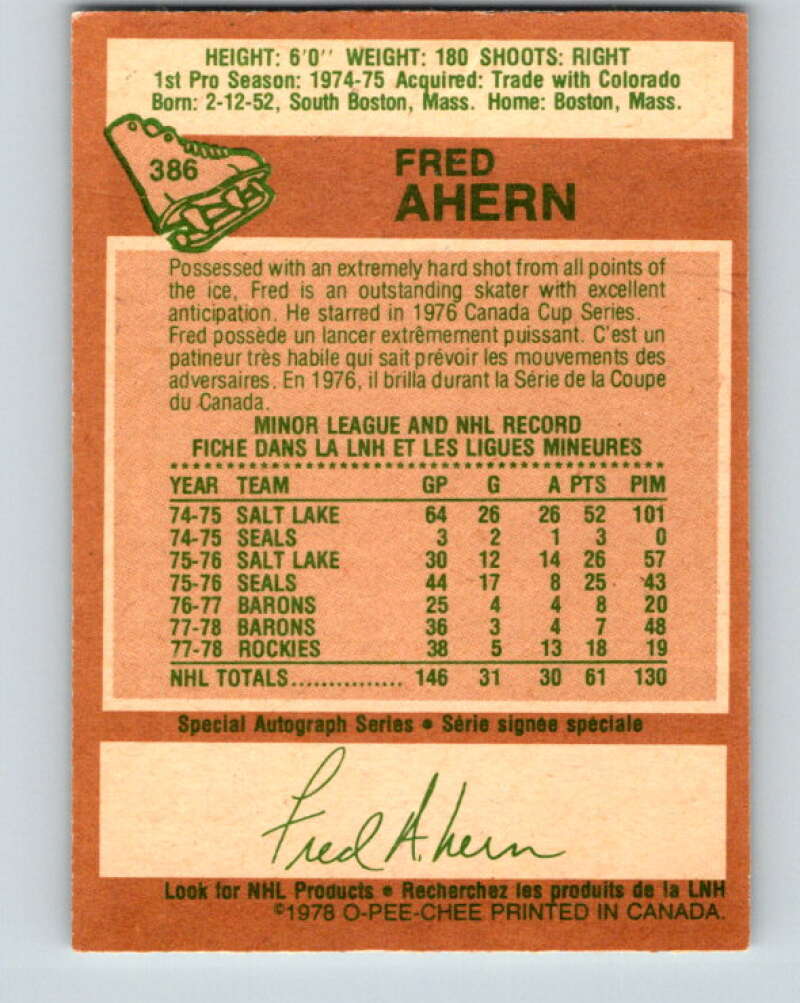 HEIGHT: 6'0'' WEIGHT: 180 SHOOTS: RIGHT
1st Pro Season: 1974-75 Acquired: Trade with Colorado
Born: 2-12-52, South Boston, Mass. Home: Boston, Mass.
386
FRED
AHERN
Possessed with an extremely hard shot from all points of
the ice, Fred is an outstanding skater with excellent
anticipation. He starred in 1976 Canada Cup Series.
Fred possède un lancer extrêmement puissant. C'est un
patineur très habile qui sait prévoir les mouvements des
adversaires. En 1976, il brilla durant la Série de la Coupe
du Canada.
MINOR LEAGUE AND NHL RECORD
FICHE DANS LA LNH ET LES LIGUES MINEURES
YEAR TEAM GP G A PTS PIM
74-75 SALT LAKE 64 26 26 52 101
74-75 SEALS 3 2 1 3 0
75-76 SALT LAKE 30 12 14 26 57
75-76 SEALS 44 17 8 25 43
76-77 BARONS 25 4 4 8 20
77-78 BARONS 36 3 4 7 48
77-78 ROCKIES 38 5 13 18 19
NHL TOTALS............... 146 31 30 61 130
Special Autograph Series • Série signée spéciale
Fred Ahern
Look for NHL Products • Recherchez les produits de la LNH
©1978 O-PEE-CHEE PRINTED IN CANADA.